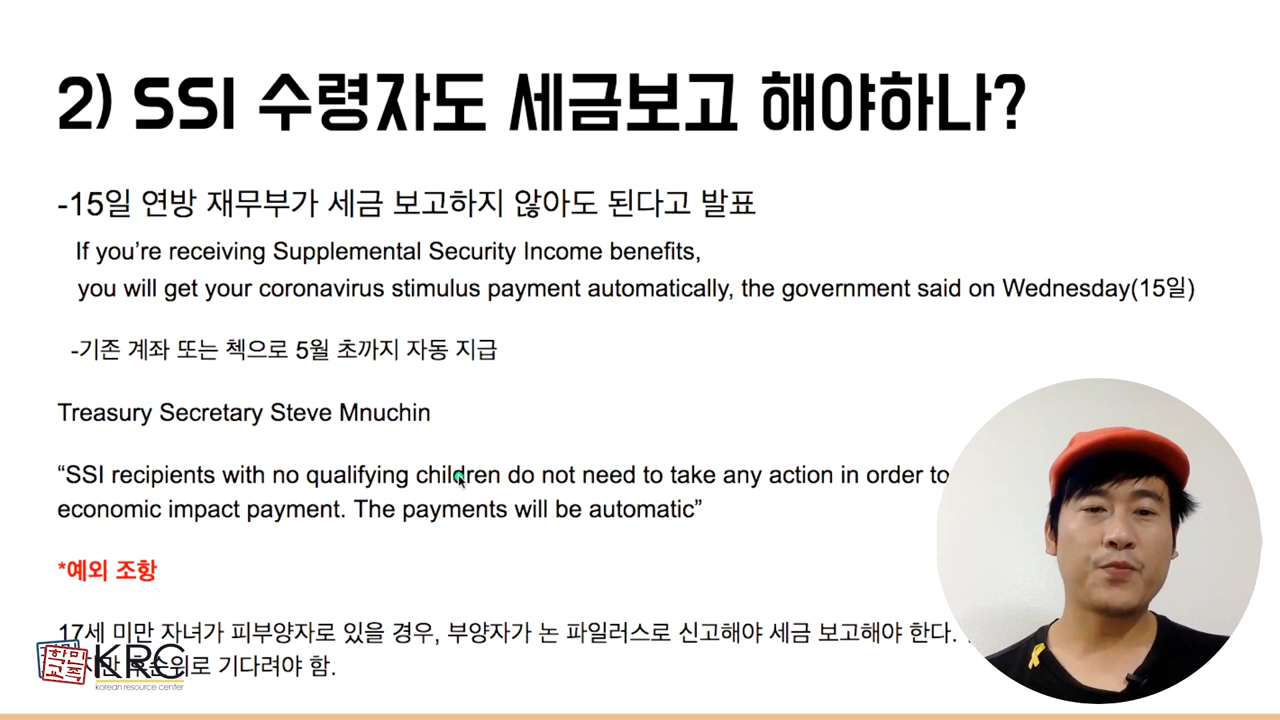 2) SSI 수령자도 세금보고 해야하나?
-15일 연방 재무부가 세금 보고하지 않아도 된다고 발표
If you’re receiving Supplemental Security Income benefits,
you will get your coronavirus stimulus payment automatically, the government said on Wednesday(15일)
-기존 계좌 또는 첵으로 5월 초까지 자동 지급
Treasury Secretary Steve Mnuchin
“SSI recipients with no qualifying children do not need to take any action in order to
economic impact payment. The payments will be automatic”
*예외 조항
17세 미만 자녀가 피부양자로 있을 경우, 부양자가 논 파일러스로 신고해야 세금 보고해야 한다.
기다려야 함.
한미교육
KRC
korean resource center